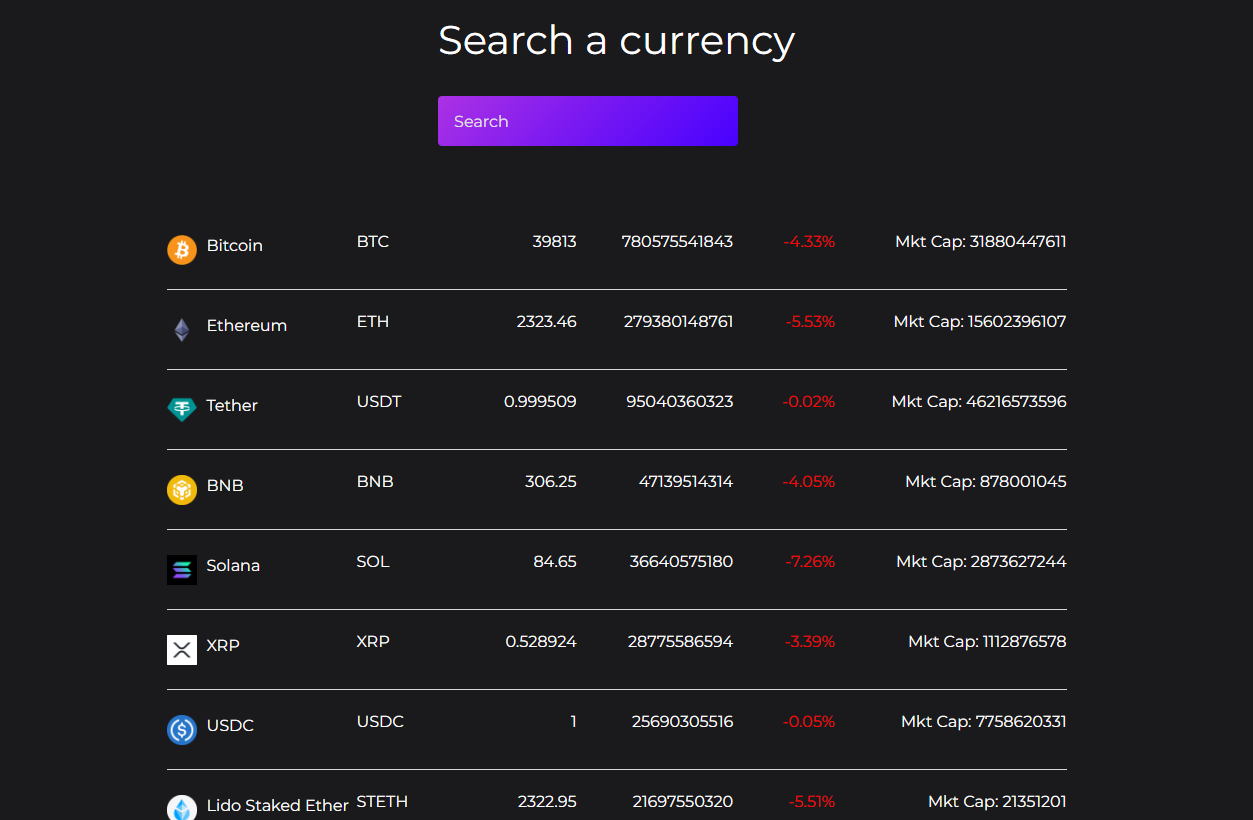 Search a currency
Search
Bitcoin BTC 39813 780575541843 -4.33% Mkt Cap: 31880447611
Ethereum ETH 2323.46 279380148761 -5.53% Mkt Cap: 15602396107
Tether USDT 0.999509 95040360323 -0.02% Mkt Cap: 46216573596
BNB BNB 306.25 47139514314 -4.05% Mkt Cap: 878001045
Solana SOL 84.65 36640575180 -7.26% Mkt Cap: 2873627244
XRP XRP 0.528924 28775586594 -3.39% Mkt Cap: 1112876578
USDC USDC 1 25690305516 -0.05% Mkt Cap: 7758620331
Lido Staked Ether STETH 2322.95 21697550320 -5.51% Mkt Cap: 21351201